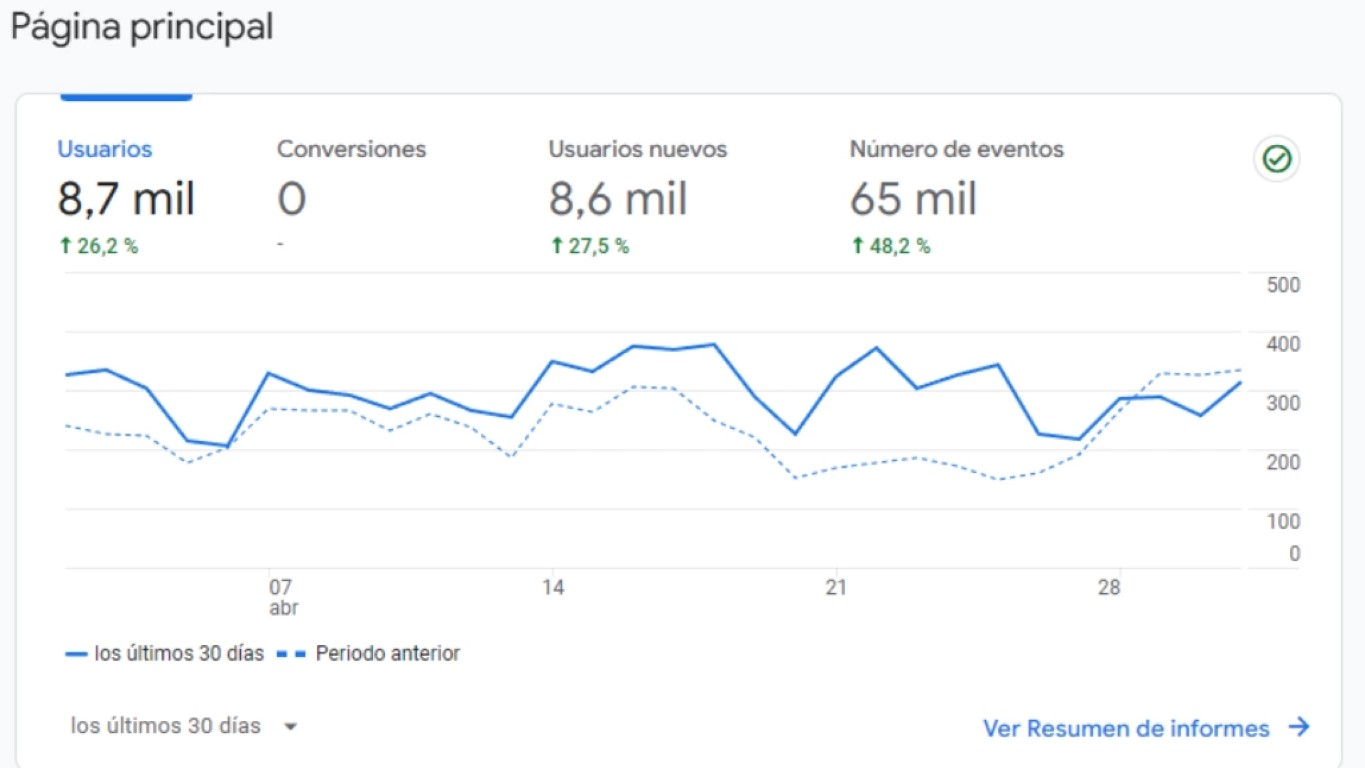 Página principal
Usuarios Conversiones Usuarios nuevos Número de eventos
8,7 mil 0 8,6 mil 65 mil
↑ 26,2 % - ↑ 27,5 % ↑ 48,2 %
500
400
300
200
100
0
07 14 21 28
abr
los últimos 30 días Periodo anterior
los últimos 30 días Ver Resumen de informes →